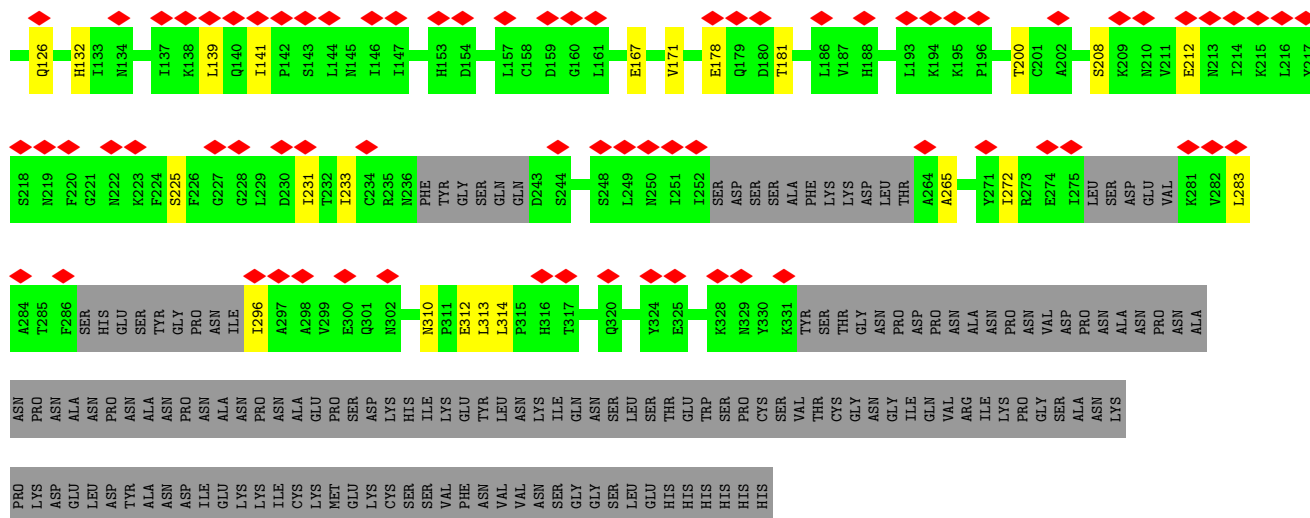 Q126 H132 I133 N134 I137 K138 L139 Q140 I141 P142 S143 L144 N145 I146 I147 H153 D154 L157 C158 D159 G160 L161 E167 V171 E178 Q179 D180 T181 L186 V187 H188 L193 K194 K195 P196 T200 C201 A202 S208 K209 N210 V211 E212 N213 I214 K215 L216 Y217
S218 N219 F220 G221 N222 K223 F224 S225 F226 G227 G228 L229 D230 I231 T232 I233 C234 R235 N236 PHE TYR GLY SER GLN GLN D243 S244 S248 L249 N250 I251 I252 SER ASP SER SER ALA PHE LYS LYS ASP LEU THR A264 A265 Y271 I272 R273 E274 I275 LEU SER ASP GLU VAL K281 V282 L283
A284 T285 F286 SER HIS GLU SER TYR GLY PRO ASN ILE I296 A297 A298 V299 E300 Q301 N302 N310 P311 E312 L313 L314 P315 H316 T317 Q320 Y324 E325 K328 N329 Y330 K331 TYR SER THR GLY ASN PRO ASP PRO ASN ALA ASN PRO ASN VAL ASP PRO ASN ALA ASN PRO ASN ALA
ASN PRO ASN ALA ASN PRO ASN ALA ASN PRO ASN ALA ASN PRO ASN ALA GLU PRO SER ASP LYS HIS ILE LYS GLU TYR LEU ASN LYS ILE GLN ASN SER LEU SER THR GLU TRP SER PRO CYS SER VAL THR CYS GLY ASN GLY ILE GLN VAL ARG ILE LYS PRO GLY SER ALA ASN LYS
PRO LYS ASP GLU LEU ASP TYR ALA ASN ASP ILE GLU LYS LYS ILE CYS LYS MET GLU LYS CYS SER SER VAL PHE ASN VAL VAL ASN SER GLY GLY SER LEU GLU HIS HIS HIS HIS HIS HIS